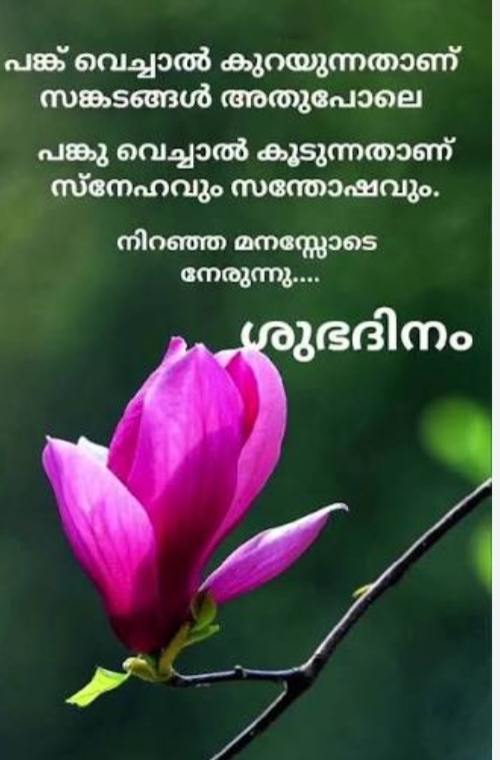 പങ്ക് വെച്ചാൽ കുറയുന്നതാണ്
സങ്കടങ്ങൾ അതുപോലെ
പങ്കു വെച്ചാൽ കൂടുന്നതാണ്
സ്നേഹവും സന്തോഷവും.
നിറഞ്ഞ മനസ്സോടെ
നേരുന്നു....
ശുഭദിനം